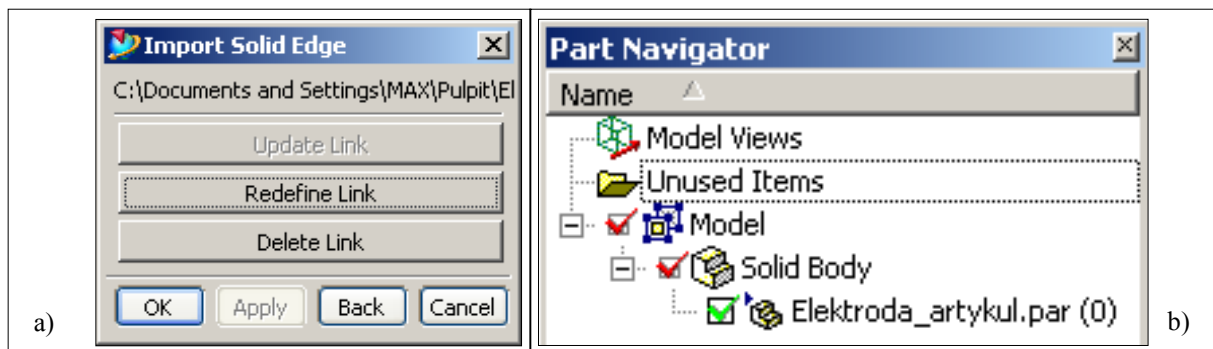 Import Solid Edge
C:\Documents and Settings\MAX\Pulpit\El
Update Link
Redefine Link
Delete Link
OK Apply Back Cancel
a)
Part Navigator
Name
Model Views
Unused Items
Model
Solid Body
Elektroda_artykul.par (0)
b)